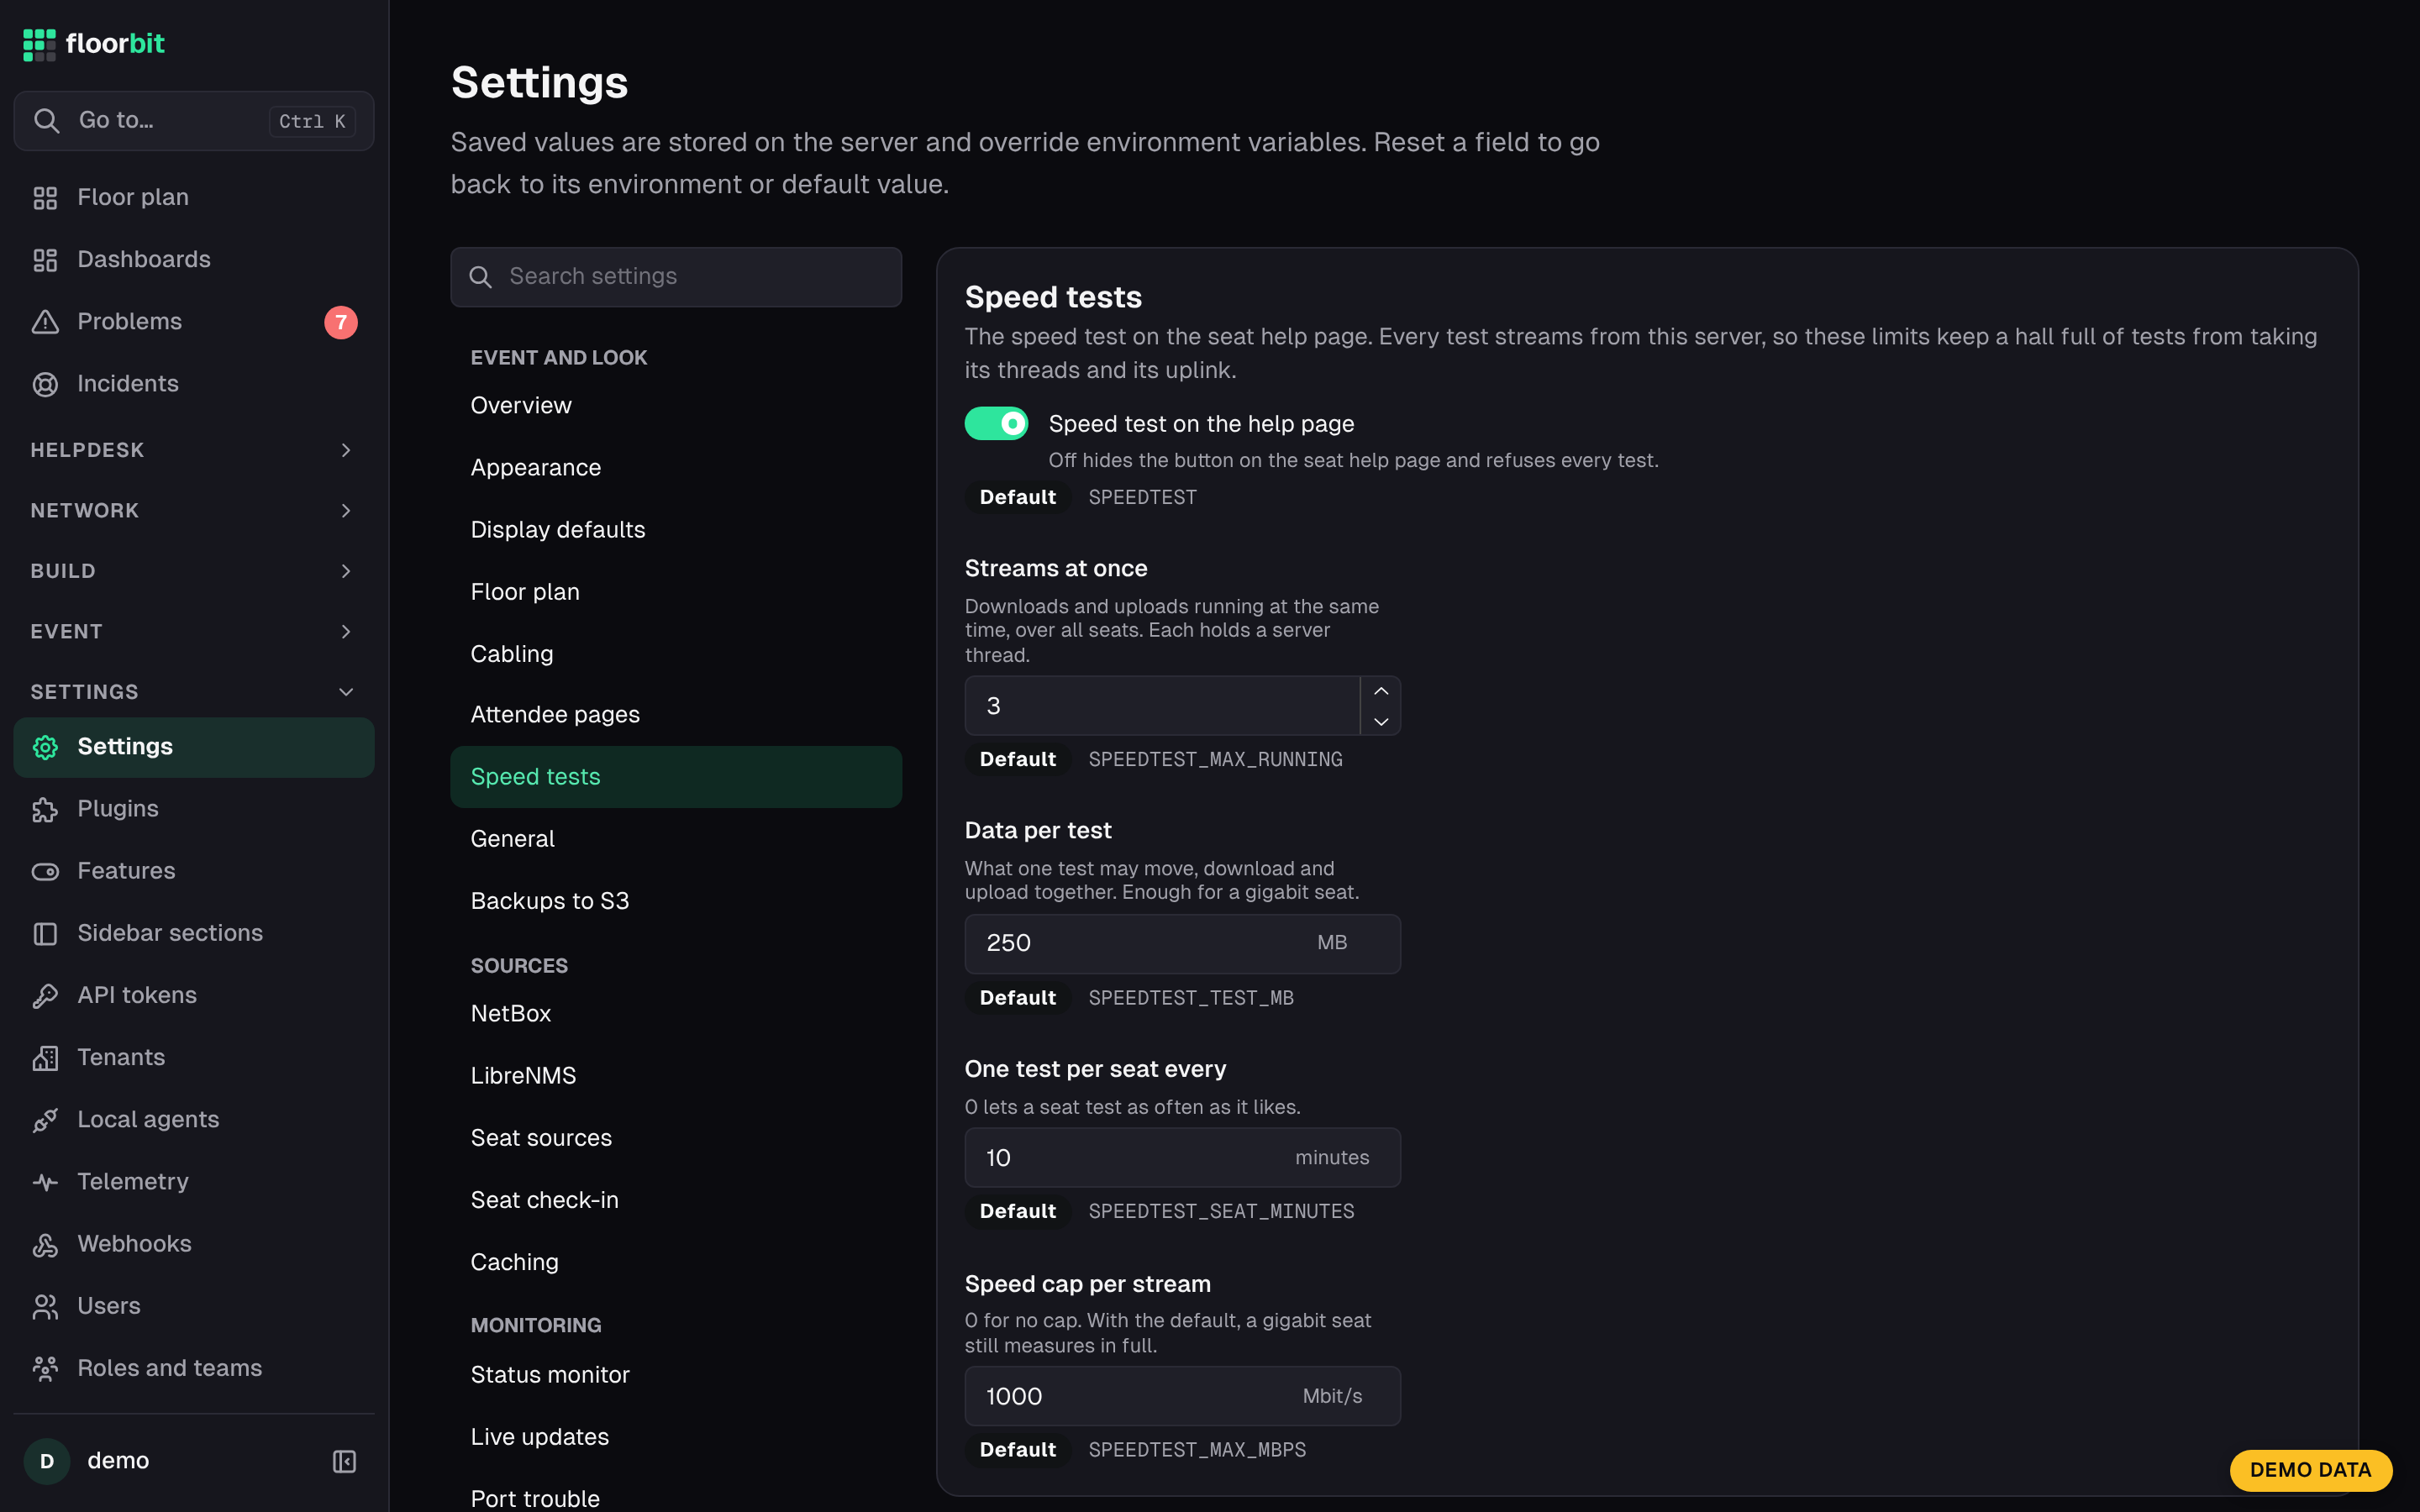 floorbit
Go to...
Ctrl K
Floor plan
Dashboards
Problems
7
Incidents
HELPDESK
NETWORK
BUILD
EVENT
SETTINGS
Settings
Plugins
Features
Sidebar sections
API tokens
Tenants
Local agents
Telemetry
Webhooks
Users
Roles and teams
D
demo
Settings
Saved values are stored on the server and override environment variables. Reset a field to go
back to its environment or default value.
Search settings
EVENT AND LOOK
Overview
Appearance
Display defaults
Floor plan
Cabling
Attendee pages
Speed tests
General
Backups to S3
SOURCES
NetBox
LibreNMS
Seat sources
Seat check-in
Caching
MONITORING
Status monitor
Live updates
Port trouble
Speed tests
The speed test on the seat help page. Every test streams from this server, so these limits keep a hall full of tests from taking
its threads and its uplink.
Speed test on the help page
Off hides the button on the seat help page and refuses every test.
Default SPEEDTEST
Streams at once
Downloads and uploads running at the same
time, over all seats. Each holds a server
thread.
3
Default SPEEDTEST_MAX_RUNNING
Data per test
What one test may move, download and
upload together. Enough for a gigabit seat.
250 MB
Default SPEEDTEST_TEST_MB
One test per seat every
0 lets a seat test as often as it likes.
10 minutes
Default SPEEDTEST_SEAT_MINUTES
Speed cap per stream
0 for no cap. With the default, a gigabit seat
still measures in full.
1000 Mbit/s
Default SPEEDTEST_MAX_MBPS
DEMO DATA